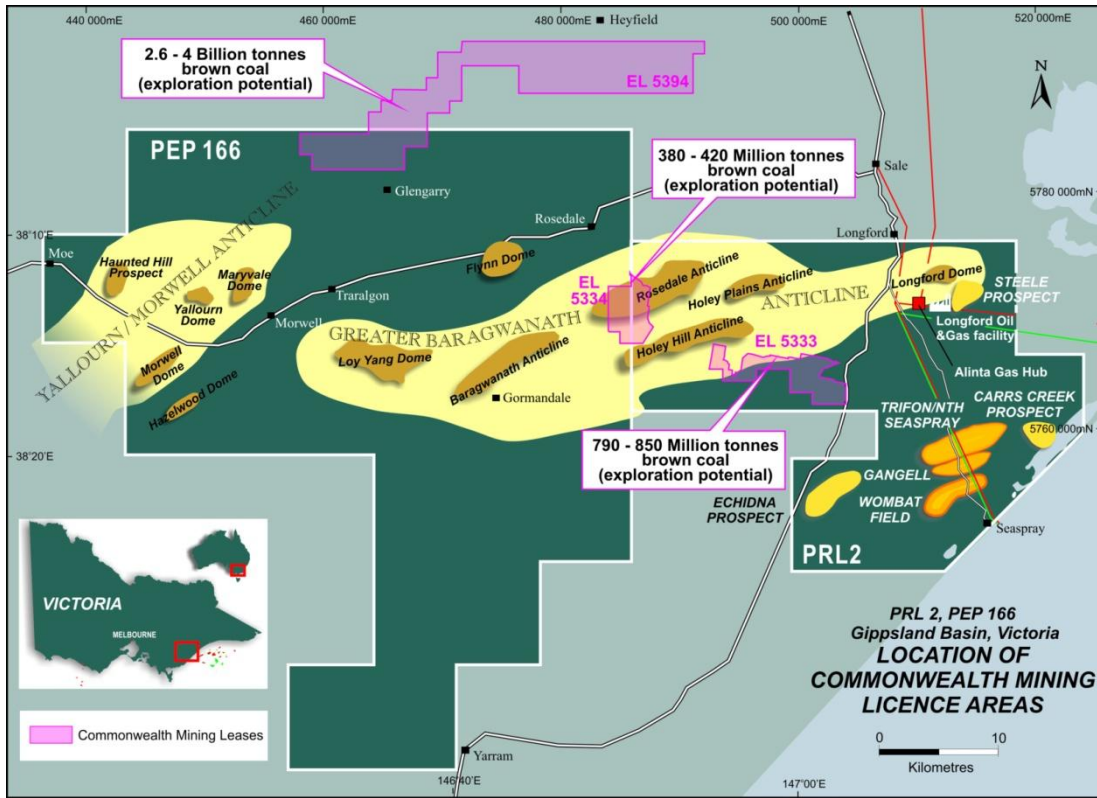 440 000mE
460 000mE
480 000mE
500 000mE
520 000mE
Heyfield
2.6 - 4 Billion tonnes
brown coal
(exploration potential)
EL 5394
N
PEP 166
380 - 420 Million tonnes
brown coal
(exploration potential)
Sale
Glengarry
5780 000mN
Rosedale
38°10'E
Longford
Moe
YALLOURN / MORWELL ANTICLINE
Haunted Hill
Prospect
Maryvale
Dome
Yallourn
Dome
Flynn Dome
EL
5334
Rosedale Anticline
Holey Plains Anticline
Longford Dome
STEELE
PROSPECT
Traralgon
Morwell
GREATER BARAGWANATH
ANTICLINE
Longford Oil
&Gas facility
Morwell
Dome
Loy Yang Dome
Holey Hill Anticline
EL 5333
Baragwanath Anticline
Alinta Gas Hub
Hazelwood Dome
Gormandale
TRIFON/NTH
SEASPRAY
CARRS CREEK
PROSPECT
5760 000mN
38°20'E
790 - 850 Million tonnes
brown coal
(exploration potential)
GANGELL
ECHIDNA
PROSPECT
WOMBAT
FIELD
Seaspray
PRL2
VICTORIA
MELBOURNE
PRL 2, PEP 166
Gippsland Basin, Victoria
LOCATION OF
COMMONWEALTH MINING
LICENCE AREAS
Commonwealth Mining Leases
Yarram
0
10
Kilometres
146°40'E
147°00'E